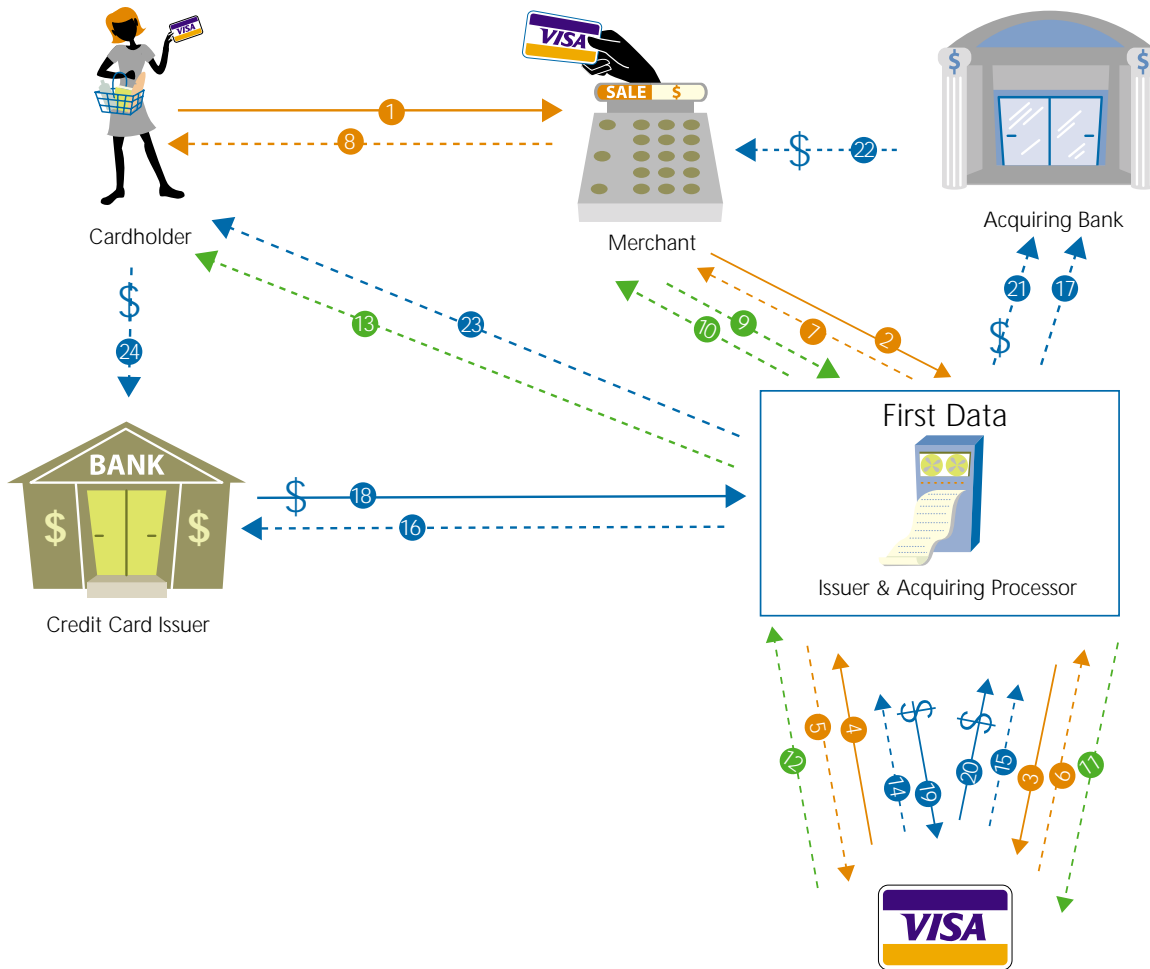 VISA
VISA
SALE $
$ $
1
8
$ 22
Cardholder
Merchant
Acquiring Bank
$
24
13
23
10
9
7
2
21
17
$
BANK
$ $
Credit Card Issuer
$ 18
16
First Data
Issuer & Acquiring Processor
12
5
4
14
$
19
$
20
15
3
6
11
VISA